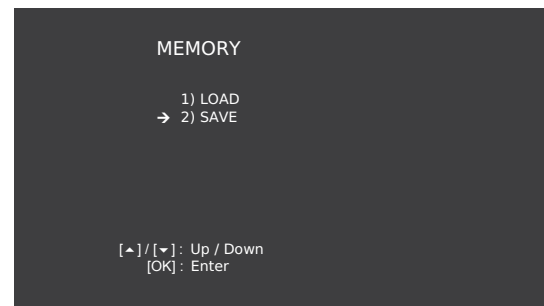 MEMORY
1) LOAD
➔ 2) SAVE
[▲]/[▼] : Up / Down
[OK] : Enter